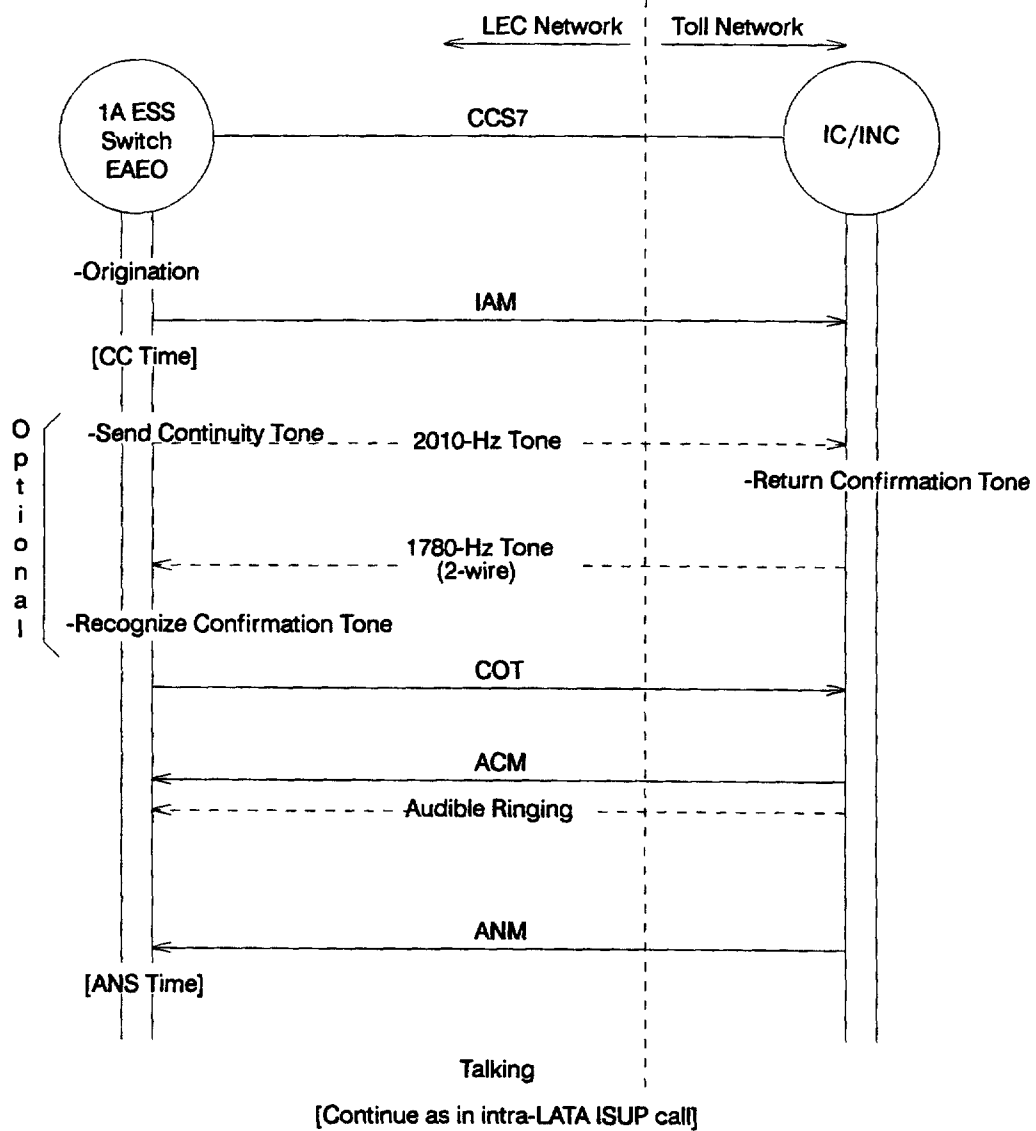 LEC Network
Toll Network
1A ESS
Switch
EAEO
CCS7
IC/INC
-Origination
IAM
[CC Time]
Optional
-Send Continuity Tone
2010-Hz Tone
-Return Confirmation Tone
1780-Hz Tone
(2-wire)
-Recognize Confirmation Tone
COT
ACM
Audible Ringing
ANM
[ANS Time]
Talking
[Continue as in intra-LATA ISUP call]